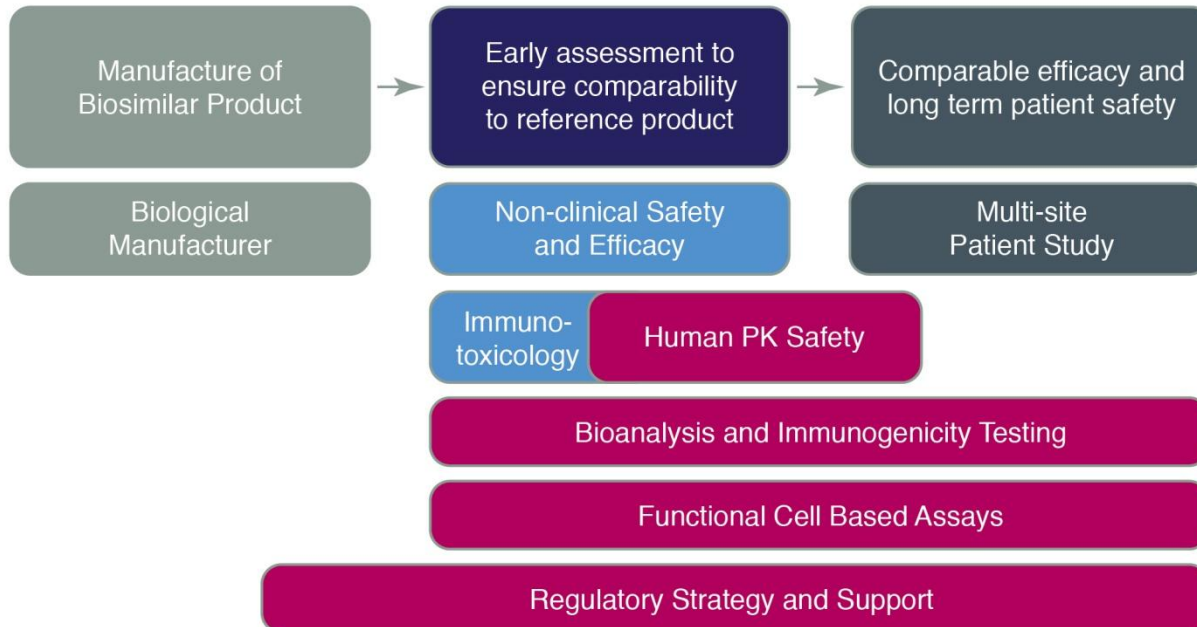 Manufacture of
Biosimilar Product
Early assessment to
ensure comparability
to reference product
Comparable efficacy and
long term patient safety
Biological
Manufacturer
Non-clinical Safety
and Efficacy
Multi-site
Patient Study
Immuno-
toxicology
Human PK Safety
Bioanalysis and Immunogenicity Testing
Functional Cell Based Assays
Regulatory Strategy and Support